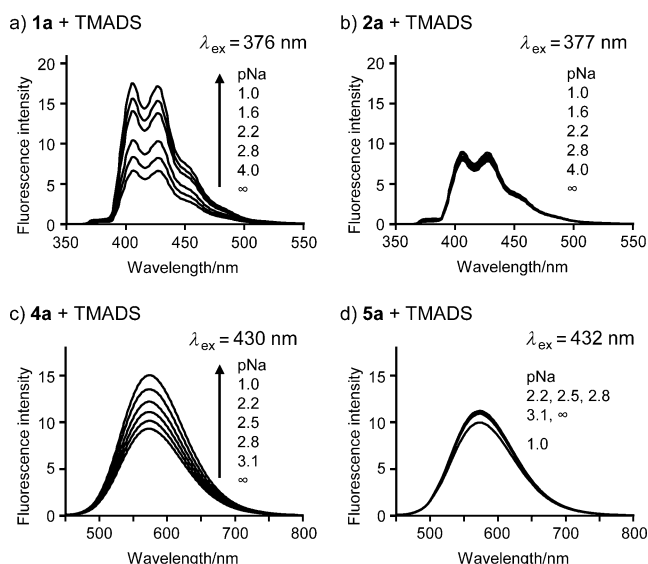 a) 1a + TMADS
λex = 376 nm
pNa
1.0
1.6
2.2
2.8
4.0
∞
Fluorescence intensity
20
15
10
5
0
350
400
450
500
550
Wavelength/nm
b) 2a + TMADS
λex = 377 nm
pNa
1.0
1.6
2.2
2.8
4.0
∞
Fluorescence intensity
20
15
10
5
0
350
400
450
500
550
Wavelength/nm
c) 4a + TMADS
λex = 430 nm
pNa
1.0
2.2
2.5
2.8
3.1
∞
Fluorescence intensity
15
10
5
0
500
600
700
800
Wavelength/nm
d) 5a + TMADS
λex = 432 nm
pNa
2.2, 2.5, 2.8
3.1, ∞
1.0
Fluorescence intensity
15
10
5
0
500
600
700
800
Wavelength/nm